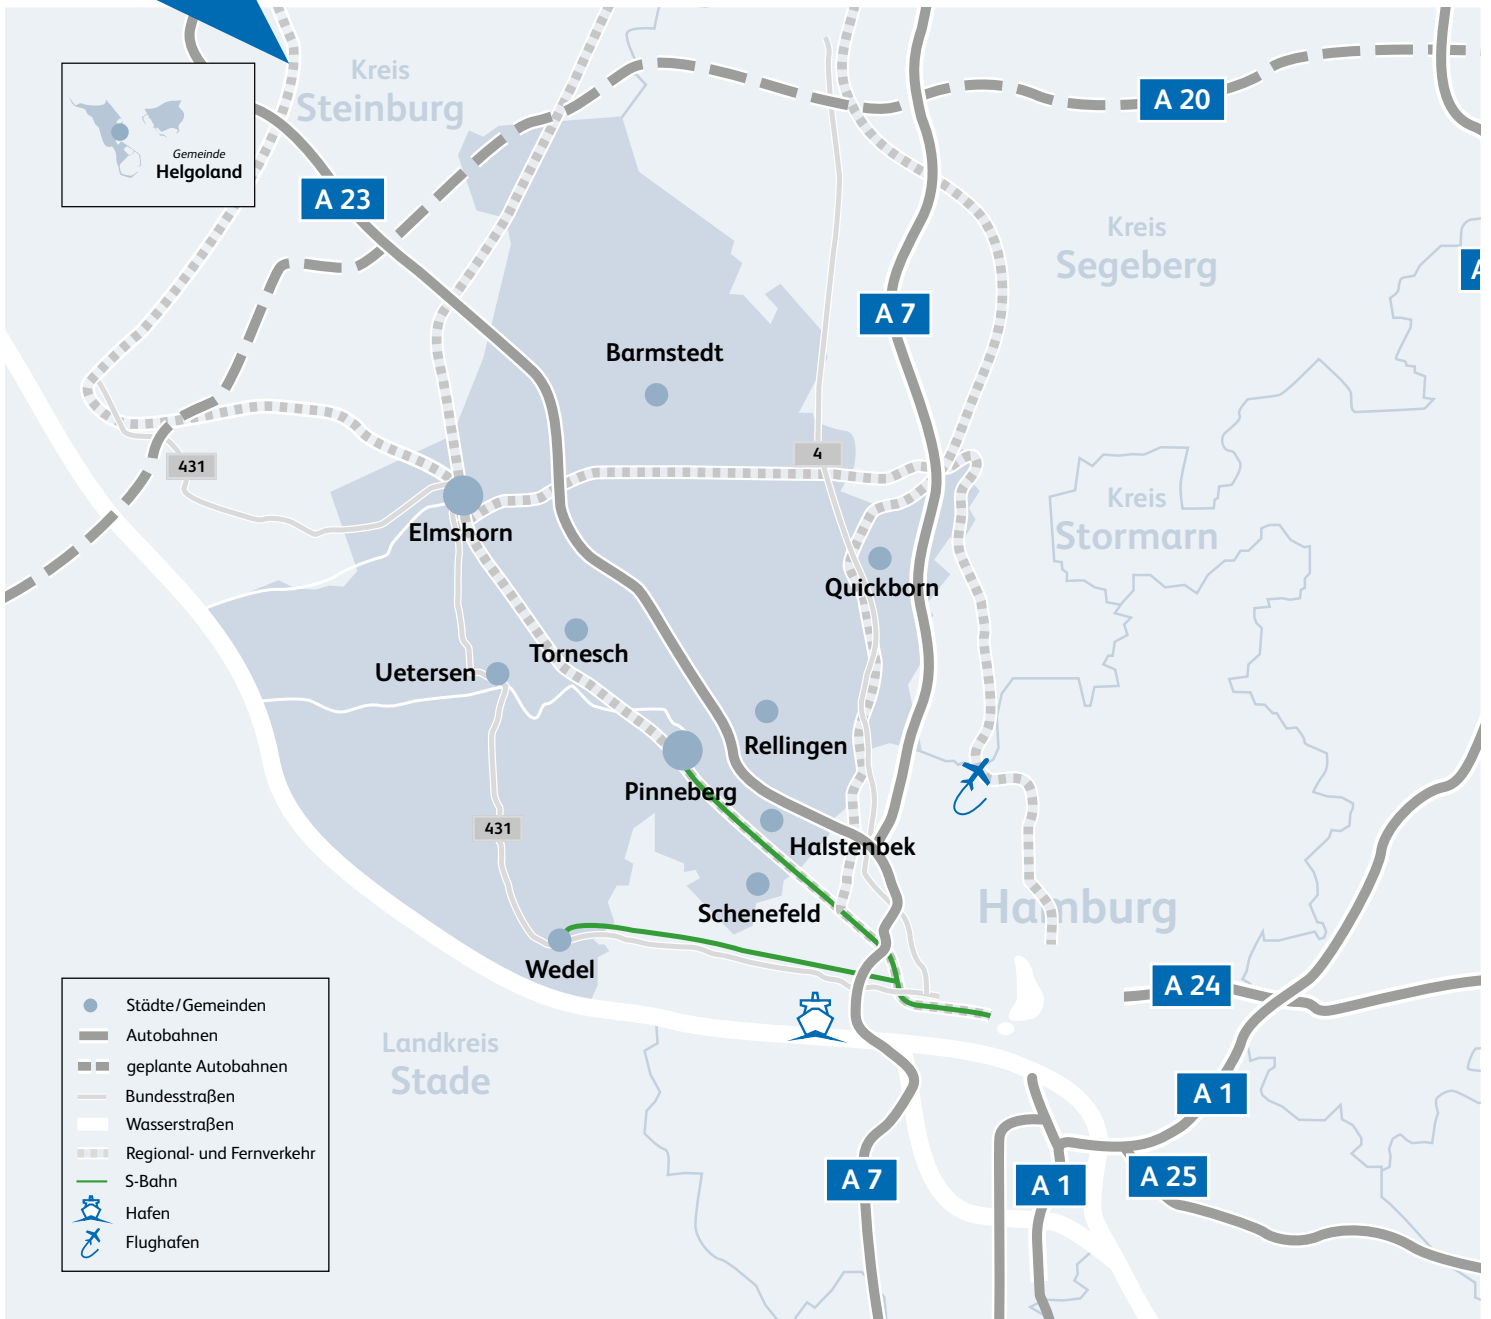 Kreis
Steinburg
A 20
Gemeinde
Helgoland
A 23
Kreis
Segeberg
A 7
Barmstedt
431
4
Elmshorn
Kreis
Stormarn
Quickborn
Tornesch
Uetersen
Rellingen
Pinneberg
431
Halstenbek
Schenefeld
Hamburg
Wedel
A 24
Landkreis
Stade
A 1
A 7
A 1
A 25
Städte/Gemeinden
Autobahnen
geplante Autobahnen
Bundesstraßen
Wasserstraßen
Regional- und Fernverkehr
S-Bahn
Hafen
Flughafen